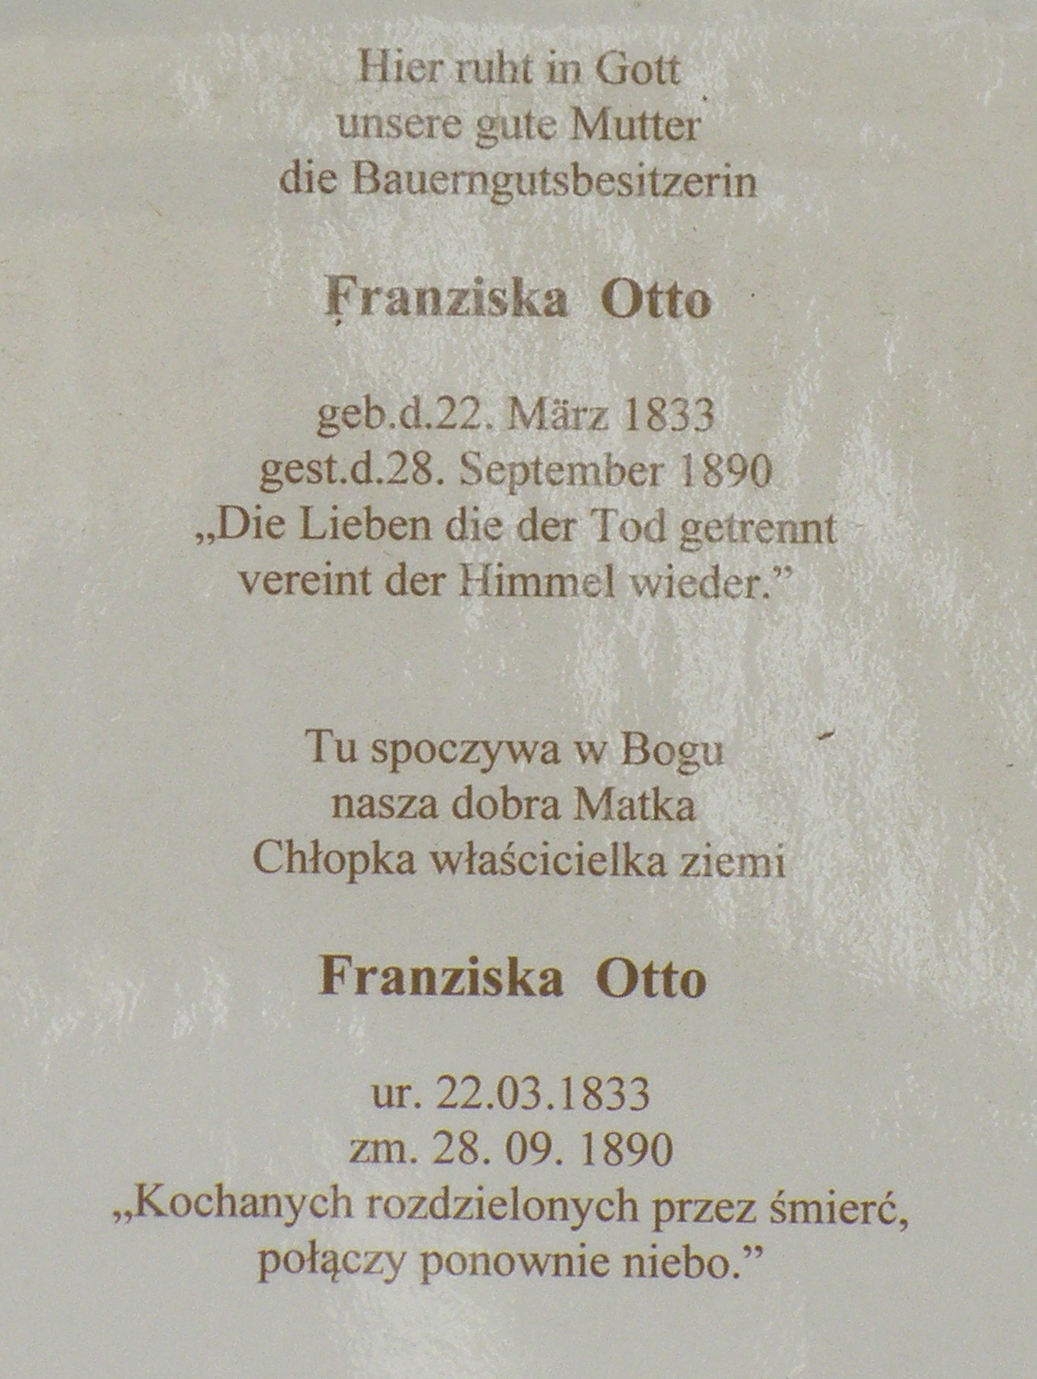 Hier ruht in Gott
unsere gute Mutter
die Bauerngutsbesitzerin
Franziska Otto
geb.d.22. März 1833
gest.d.28. September 1890
„Die Lieben die der Tod getrennt
vereint der Himmel wieder.”
Tu spoczywa w Bogu
nasza dobra Matka
Chłopka właścicielka ziemi
Franziska Otto
ur. 22.03.1833
zm. 28. 09. 1890
„Kochanych rozdzielonych przez śmierć,
połączy ponownie niebo.”